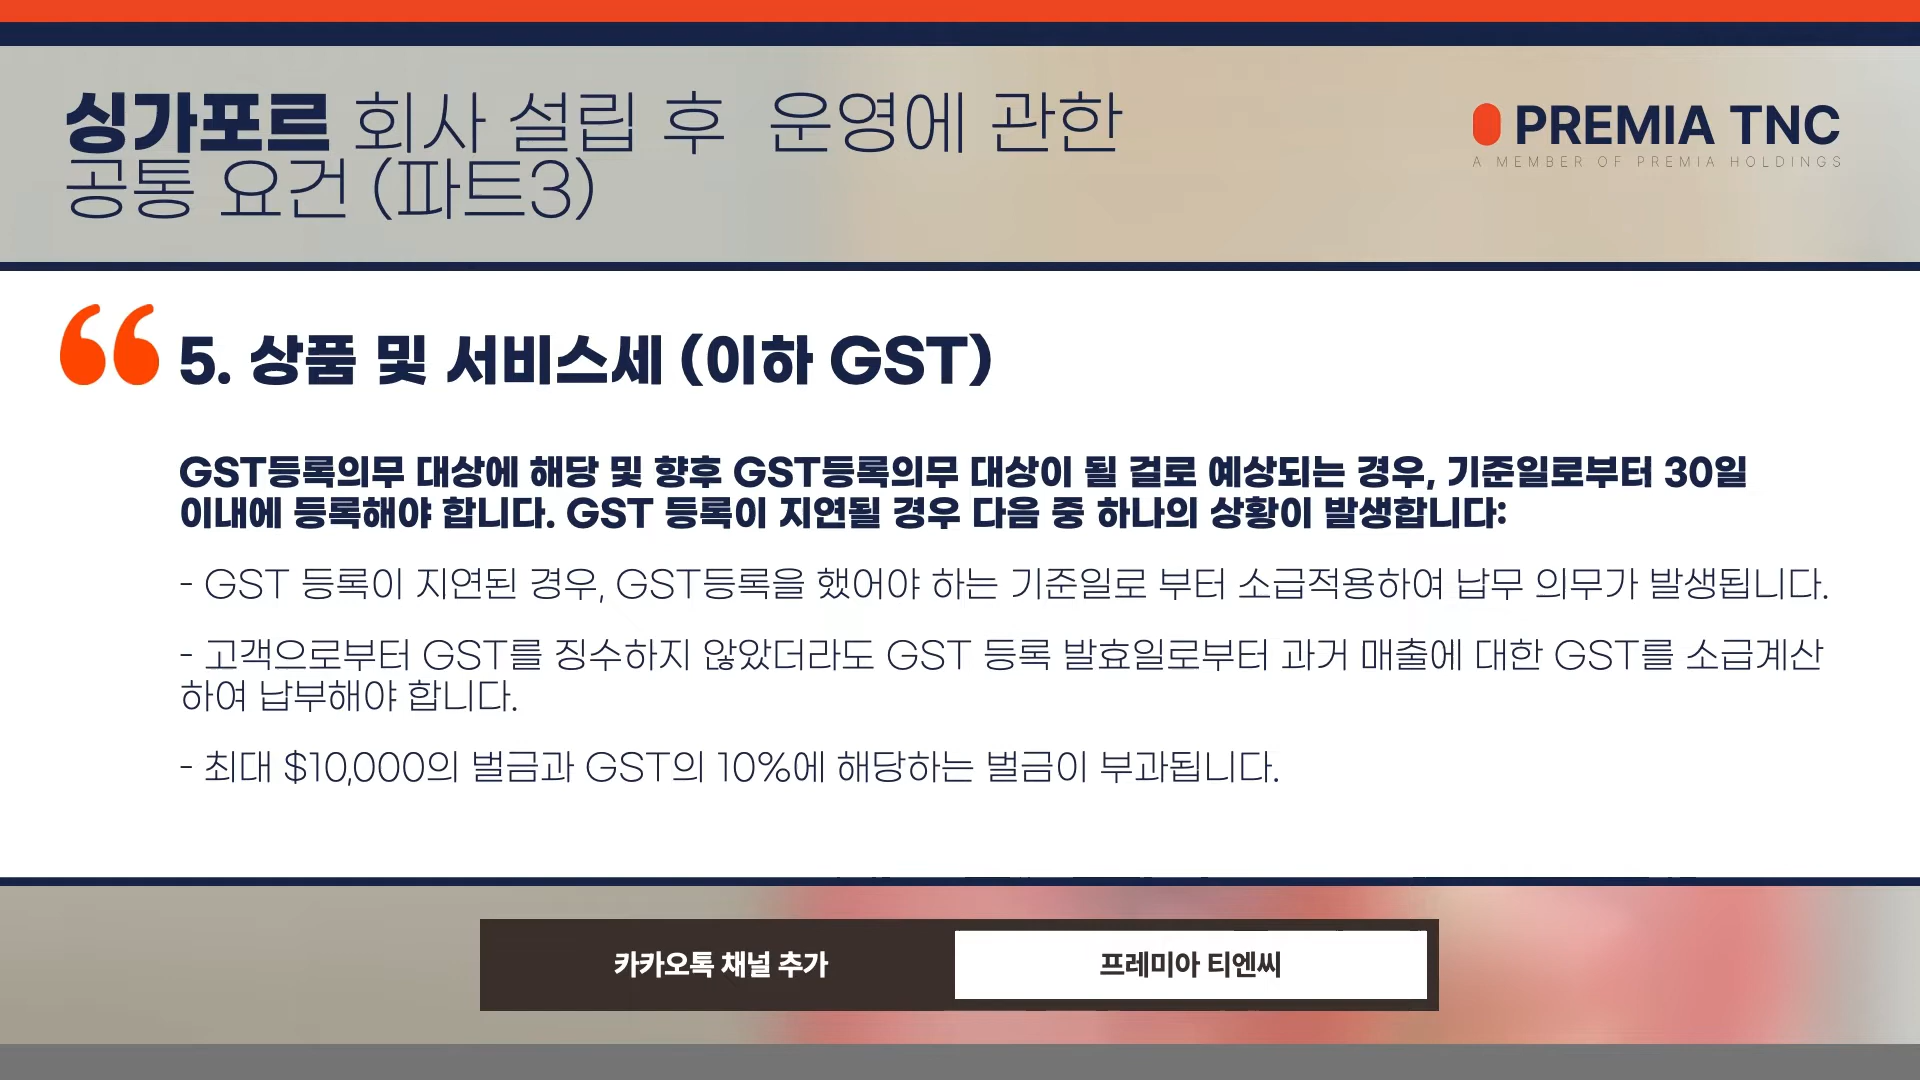 싱가포르 회사 설립 후 운영에 관한
공통 요건 (파트3)
PREMIA TNC
A MEMBER OF PREMIA HOLDINGS
5. 상품 및 서비스세 (이하 GST)
GST등록의무 대상에 해당 및 향후 GST등록의무 대상이 될 걸로 예상되는 경우, 기준일로부터 30일
이내에 등록해야 합니다. GST 등록이 지연될 경우 다음 중 하나의 상황이 발생합니다:
- GST 등록이 지연된 경우, GST등록을 했어야 하는 기준일로 부터 소급적용하여 납무 의무가 발생됩니다.
- 고객으로부터 GST를 징수하지 않았더라도 GST 등록 발효일로부터 과거 매출에 대한 GST를 소급계산
하여 납부해야 합니다.
- 최대 $10,000의 벌금과 GST의 10%에 해당하는 벌금이 부과됩니다.
카카오톡 채널 추가
프레미아 티엔씨